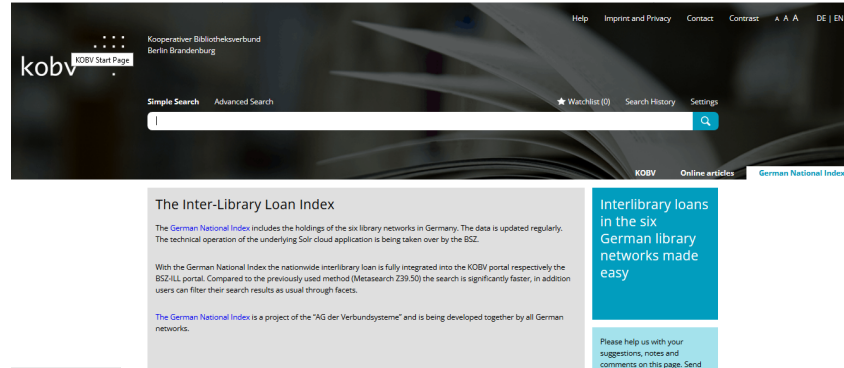 Help Imprint and Privacy Contact Contrast A A A DE | EN
kobv
KOBV Start Page
Kooperativer Bibliotheksverbund
Berlin Brandenburg
Simple Search Advanced Search
Watchlist (0) Search History Settings
KOBV Online articles German National Index
The Inter-Library Loan Index
The German National Index includes the holdings of the six library networks in Germany. The data is updated regularly.
The technical operation of the underlying Solr cloud application is being taken over by the BSZ.
With the German National Index the nationwide interlibrary loan is fully integrated into the KOBV portal respectively the
BSZ-ILL portal. Compared to the previously used method (Metasearch Z39.50) the search is significantly faster, in addition
users can filter their search results as usual through facets.
The German National Index is a project of the "AG der Verbundsysteme" and is being developed together by all German
networks.
Interlibrary loans
in the six
German library
networks made
easy
Please help us with your
suggestions, notes and
comments on this page. Send